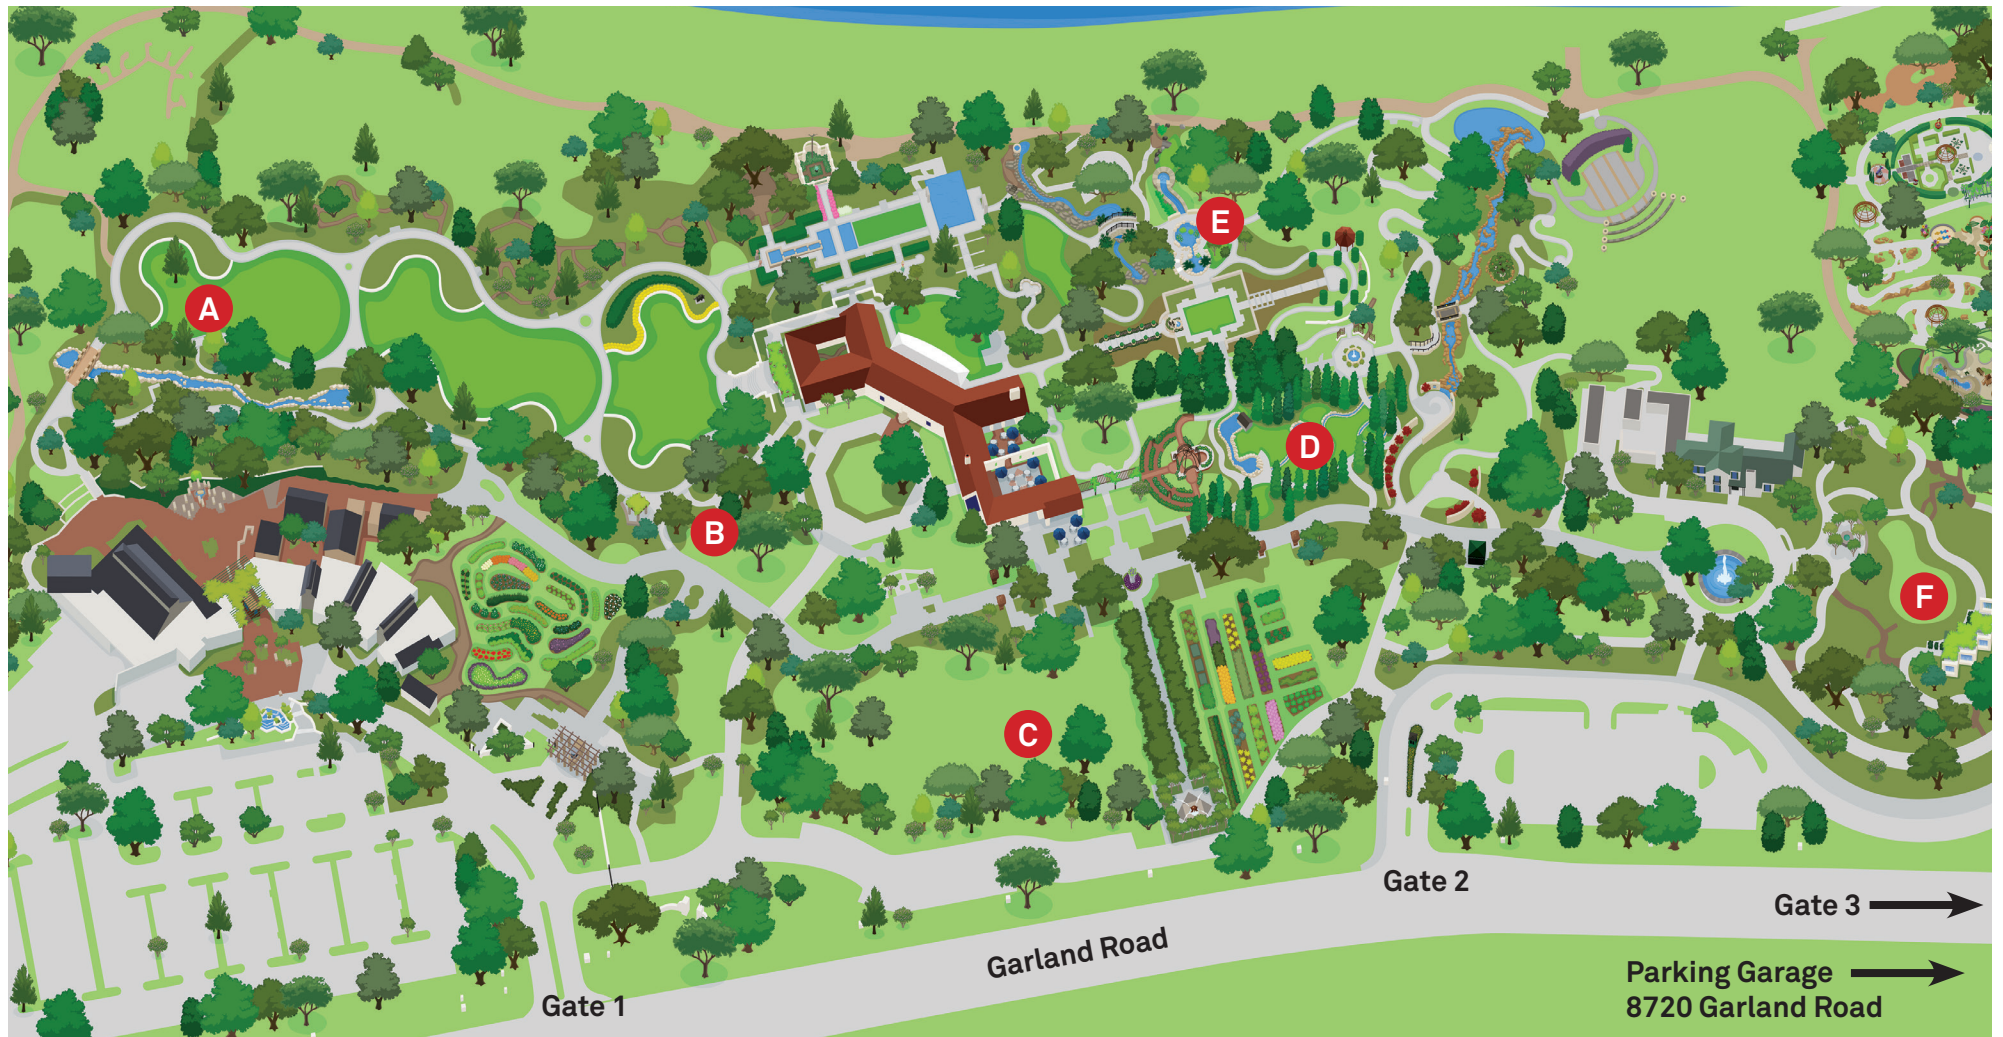 E
A
D
B
F
C
Gate 2
Gate 3
Garland Road
Parking Garage
8720 Garland Road
Gate 1